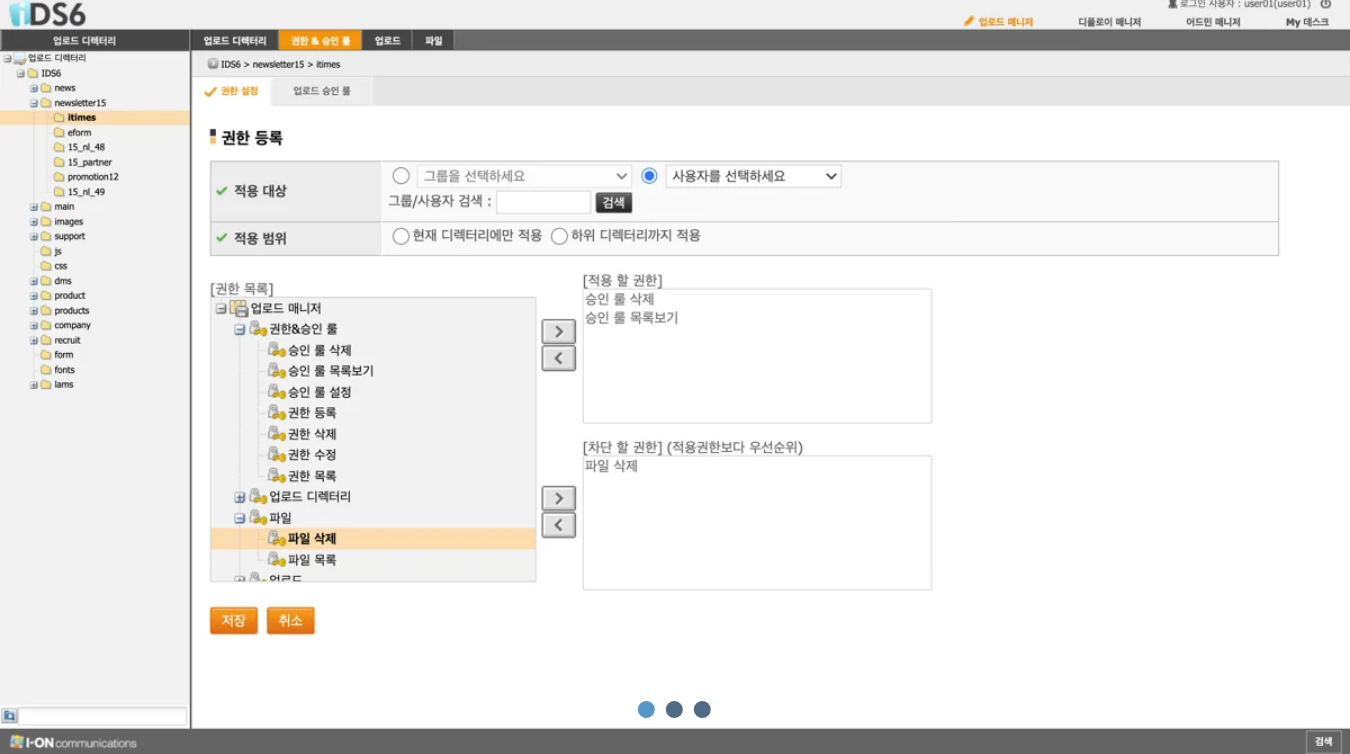 iDS6
로그인 사용자 : user01(user01)
업로드 매니저 디플로이 매니저 어드민 매니저 My 데스크
업로드 디렉터리
업로드 디렉터리 권한 & 승인 룰 업로드 파일
업로드 디렉터리
IDS6
news
newsletter15
itimes
eform
15_nl_48
15_partner
promotion12
15_nl_49
main
images
support
js
css
dms
product
products
company
recruit
form
fonts
lams
IDS6 > newsletter15 > itimes
권한 설정 업로드 승인 룰
권한 등록
적용 대상
그룹을 선택하세요 사용자를 선택하세요
그룹/사용자 검색 : 검색
적용 범위
현재 디렉터리에만 적용 하위 디렉터리까지 적용
[권한 목록]
업로드 매니저
권한&승인 룰
승인 룰 삭제
승인 룰 목록보기
승인 룰 설정
권한 등록
권한 삭제
권한 수정
권한 목록
업로드 디렉터리
파일
파일 삭제
파일 목록
업로드
[적용 할 권한]
승인 룰 삭제
승인 룰 목록보기
[차단 할 권한] (적용권한보다 우선순위)
파일 삭제
저장 취소
I-ON communications
검색